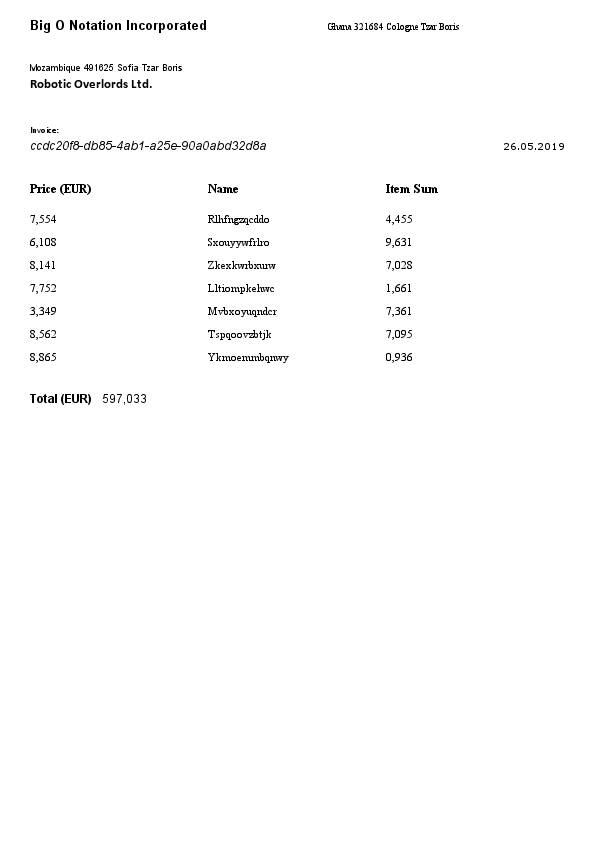 Big O Notation Incorporated Ghana 321684 Cologne Tzar Boris
Mozambique 491625 Sofia Tzar Boris
Robotic Overlords Ltd.
Invoice:
ccdc20f8-db85-4ab1-a25e-90a0abd32d8a 26.05.2019
Price (EUR) Name Item Sum
7,554 Rlhfngzqcddo 4,455
6,108 Sxouyywfrlro 9,631
8,141 Zkexkwrbxurw 7,028
7,752 Lltiompkehwc 1,661
3,349 Mvbxoyuqndcr 7,361
8,562 Tspqoovzbtjk 7,095
8,865 Ykmoemmbqnwy 0,936
Total (EUR) 597,033